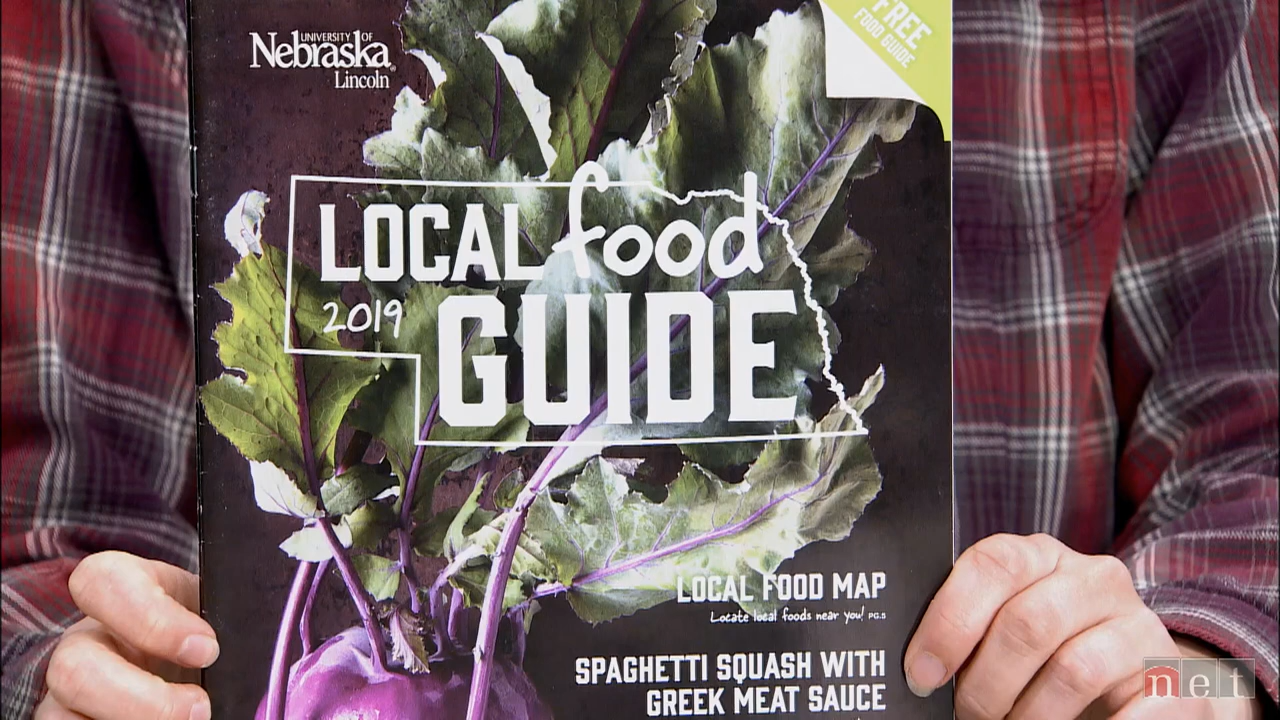 UNIVERSITY OF
Nebraska
Lincoln
FREE
FOOD GUIDE
LOCAL food
2019
GUIDE
LOCAL FOOD MAP
Locate local foods near you! PG.5
SPAGHETTI SQUASH WITH
GREEK MEAT SAUCE
net